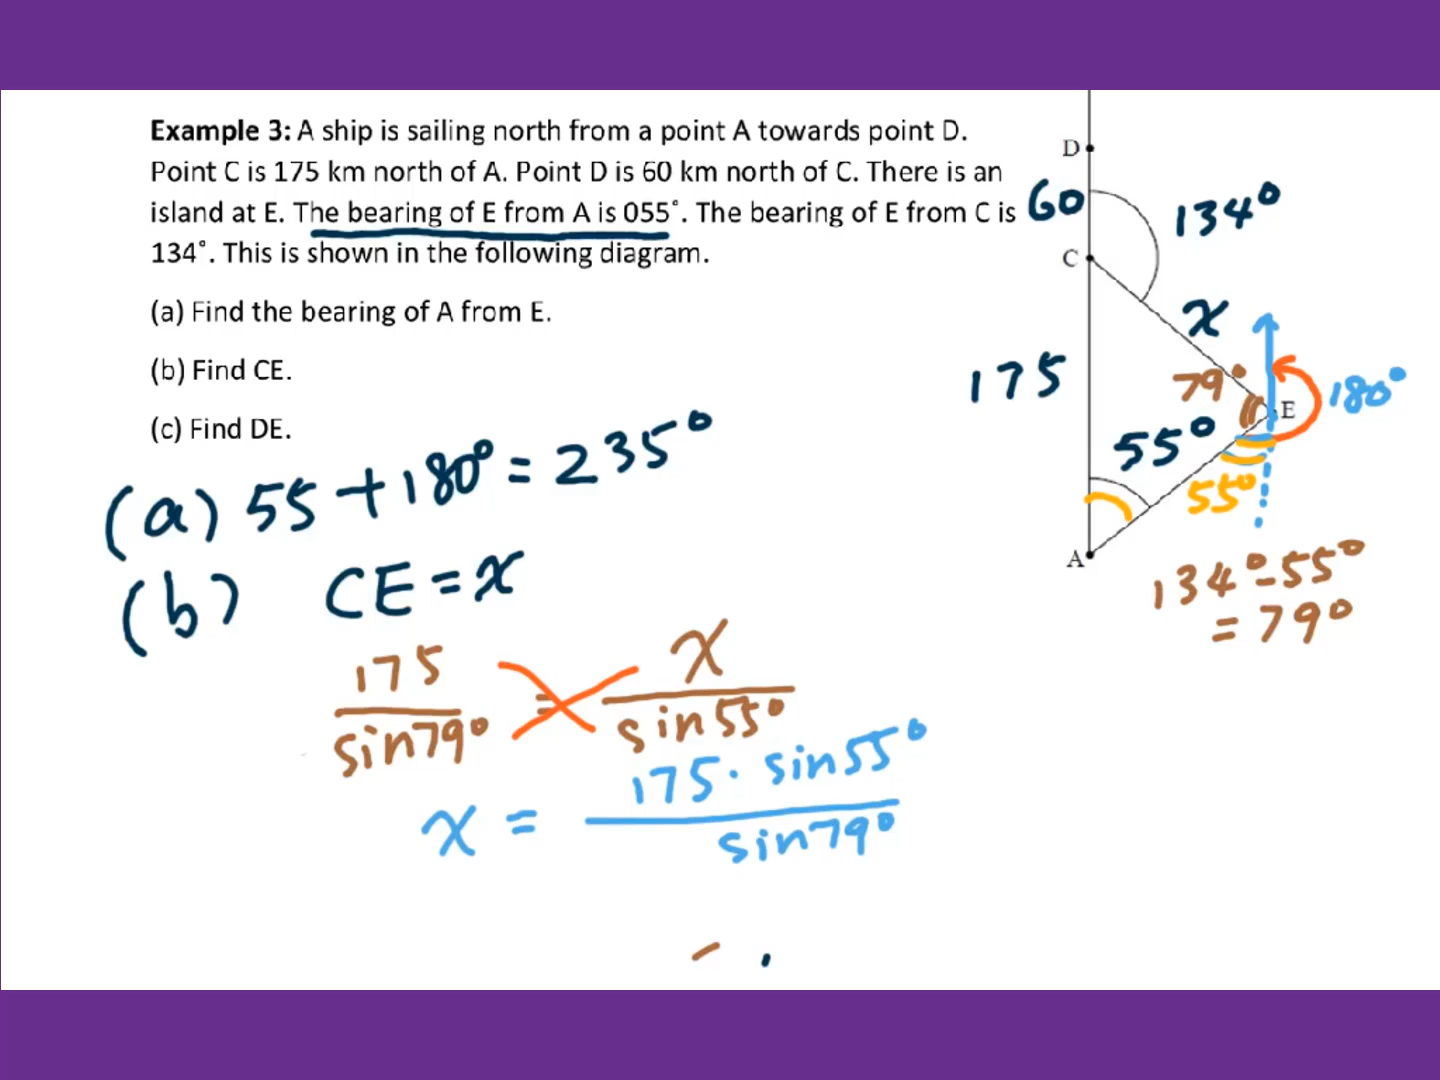 Example 3: A ship is sailing north from a point A towards point D.
Point C is 175 km north of A. Point D is 60 km north of C. There is an
island at E. The bearing of E from A is 055°. The bearing of E from C is
134°. This is shown in the following diagram.
(a) Find the bearing of A from E.
(b) Find CE.
(c) Find DE.
(a) 55 + 180° = 235°
(b) CE = x
175 / sin79° = x / sin55°
x = 175 · sin55° / sin79°
D
60
134°
C
x
175
79°
E
180°
55°
55°
A
134° - 55°
= 79°